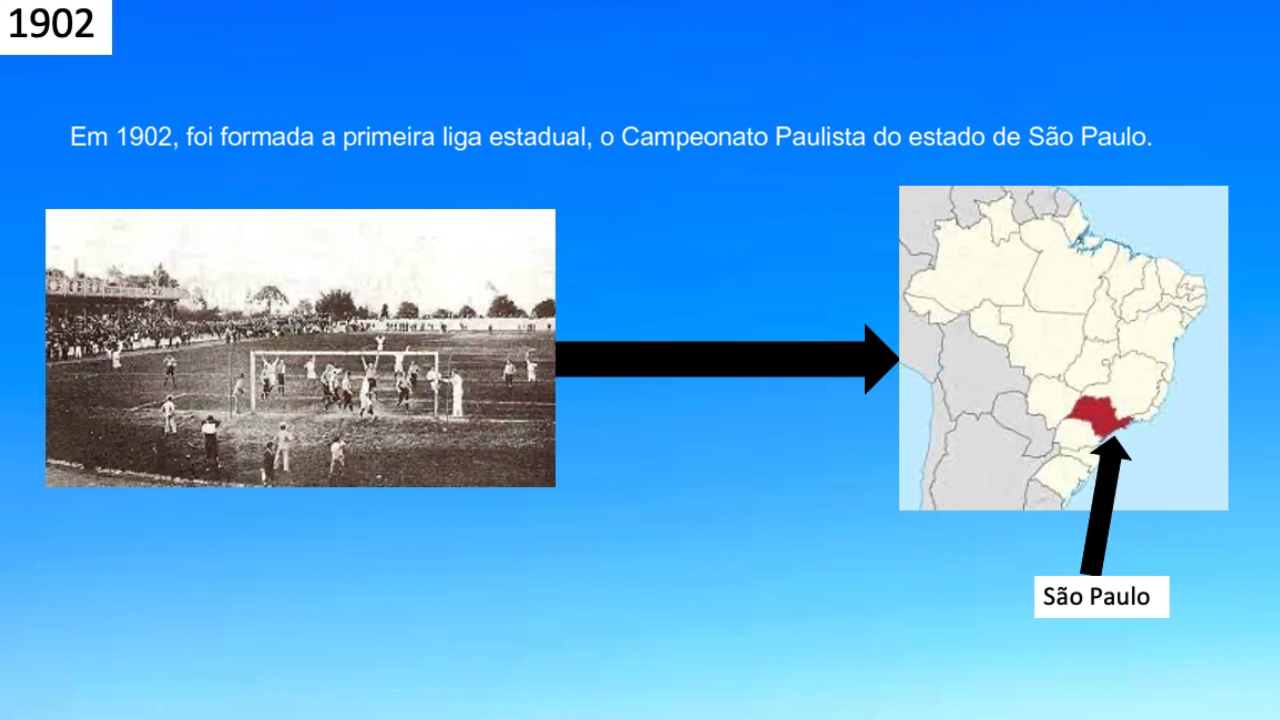 1902
Em 1902, foi formada a primeira liga estadual, o Campeonato Paulista do estado de São Paulo.
São Paulo